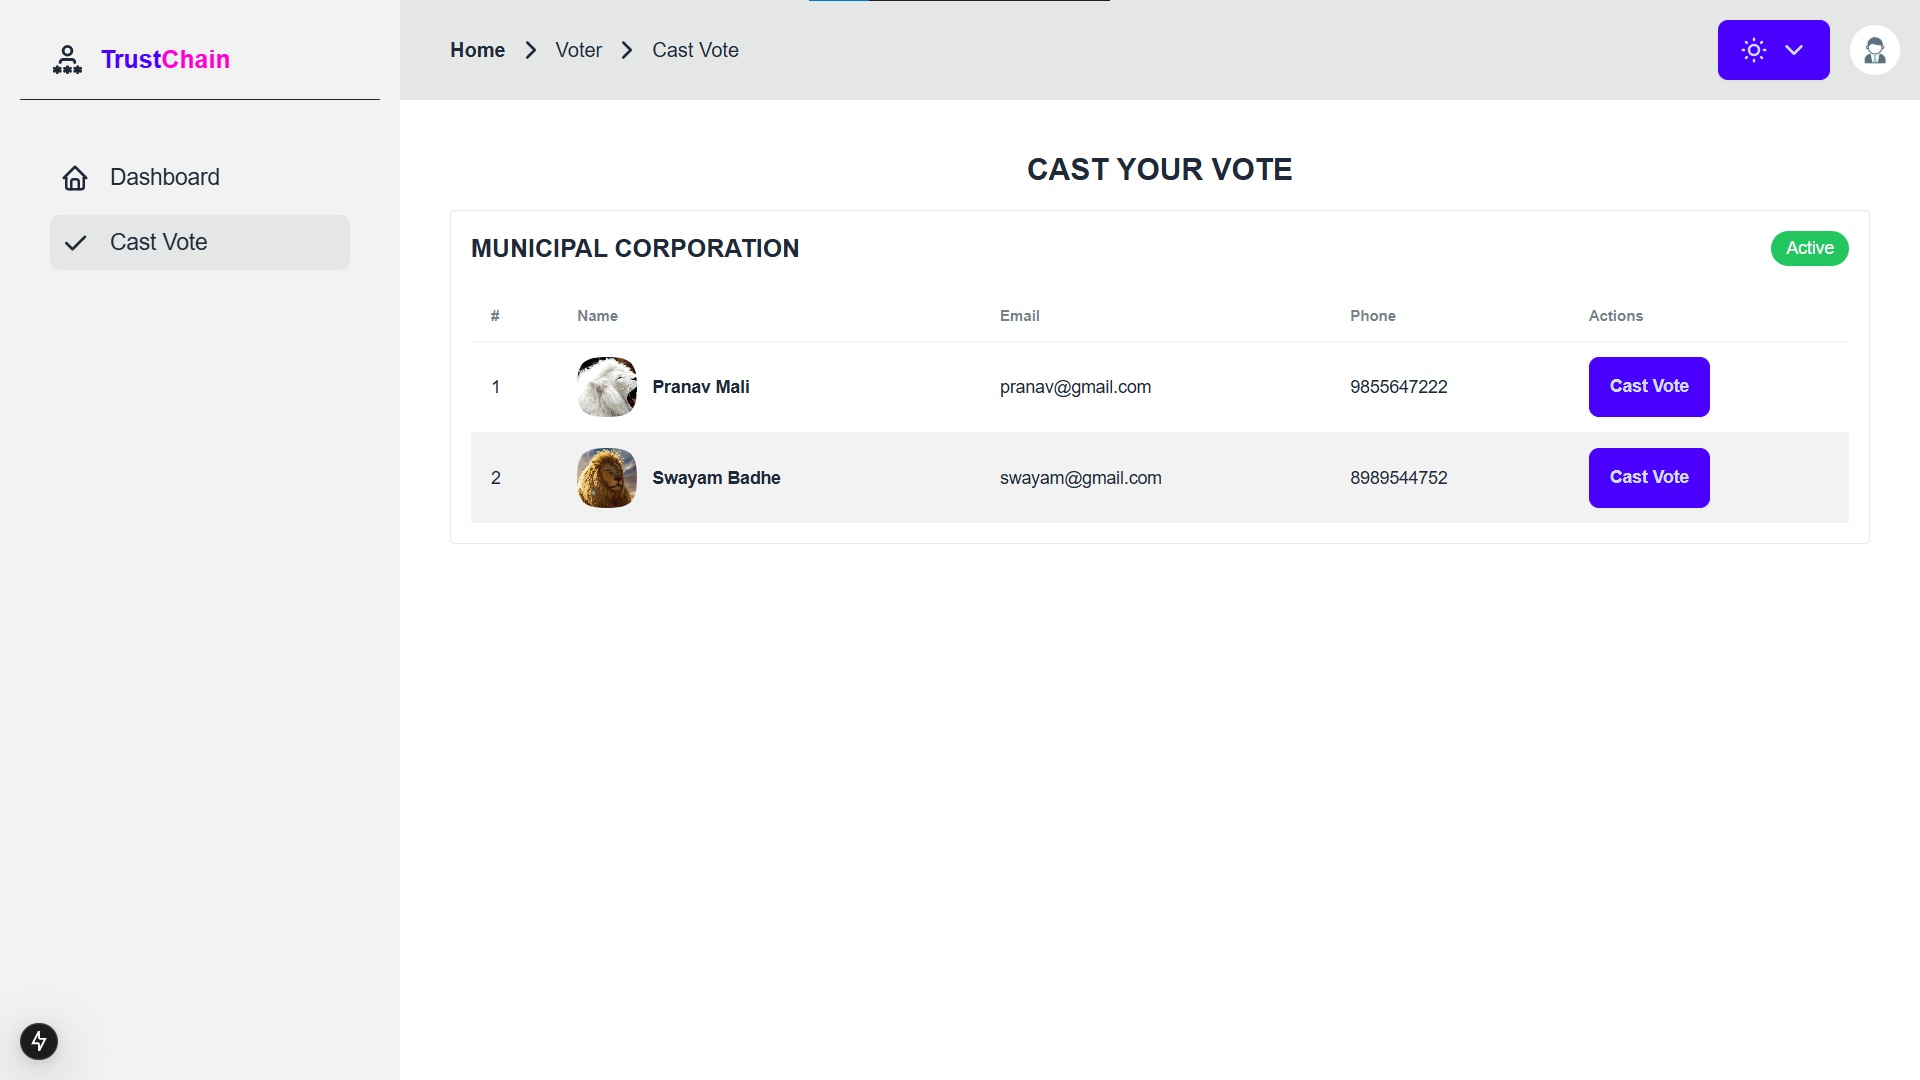 TrustChain
Dashboard
Cast Vote
Home Voter Cast Vote
CAST YOUR VOTE
MUNICIPAL CORPORATION Active
# Name Email Phone Actions
1 Pranav Mali pranav@gmail.com 9855647222 Cast Vote
2 Swayam Badhe swayam@gmail.com 8989544752 Cast Vote